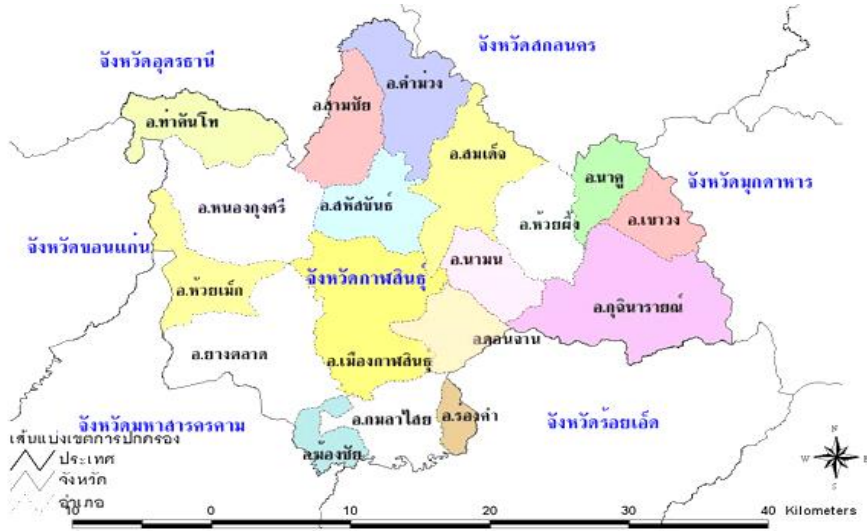 จังหวัดอุดรธานี
จังหวัดสกลนคร
อ.คำม่วง
อ.สามชัย
อ.ท่าคันโท
อ.สมเด็จ
อ.นาคู
จังหวัดมุกดาหาร
อ.หนองกุงศรี
อ.สหัสขันธ์
อ.ห้วยผึ้ง
อ.เขาวง
จังหวัดขอนแก่น
อ.นามน
จังหวัดกาฬสินธุ์
อ.ห้วยเม็ก
อ.กุฉินารายณ์
อ.ยางตลาด
อ.เมืองกาฬสินธุ์
อ.ดอนจาน
จังหวัดมหาสารคราม
อ.กมลาไสย
อ.ร่องคำ
จังหวัดร้อยเอ็ด
เส้นแบ่งเขตการปกครอง
ประเทศ
อ.ฆ้องชัย
จังหวัด
อำเภอ
N
W
E
S
10 0 10 20 30 40 Kilometers